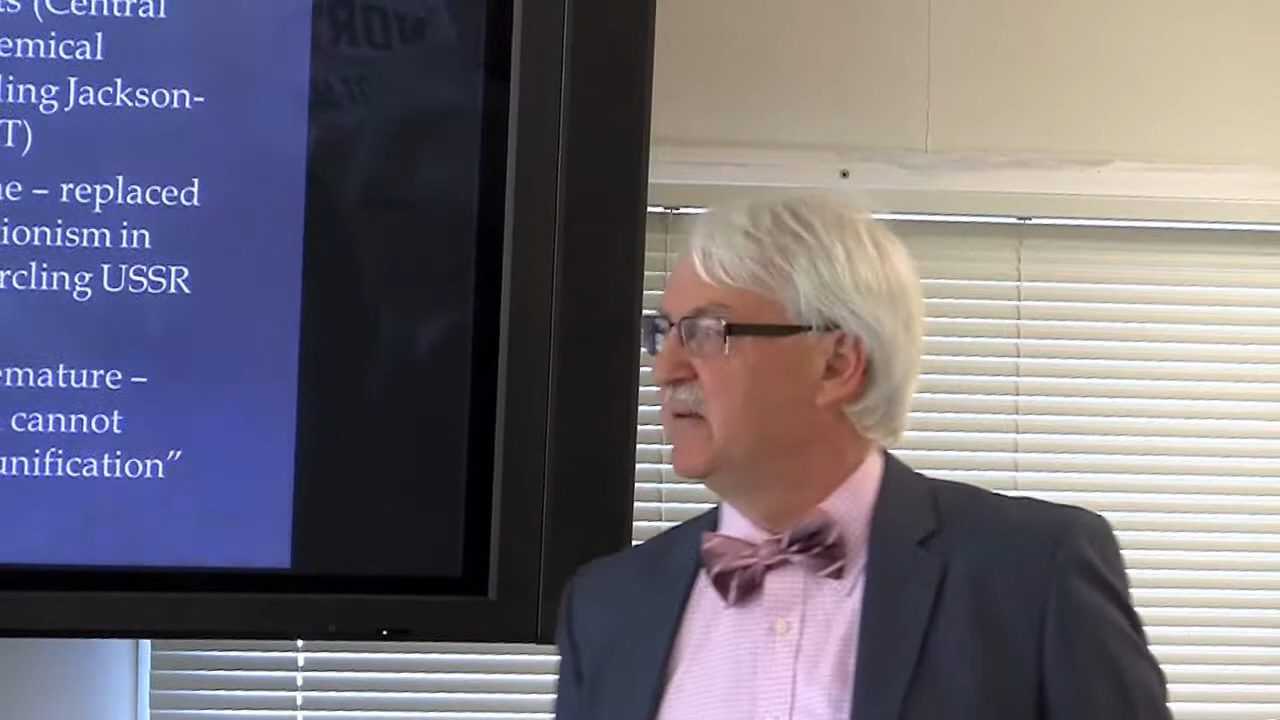 ts (Central
emical
ling Jackson-
T)
ne – replaced
ionism in
rcling USSR
emature –
cannot
unification”